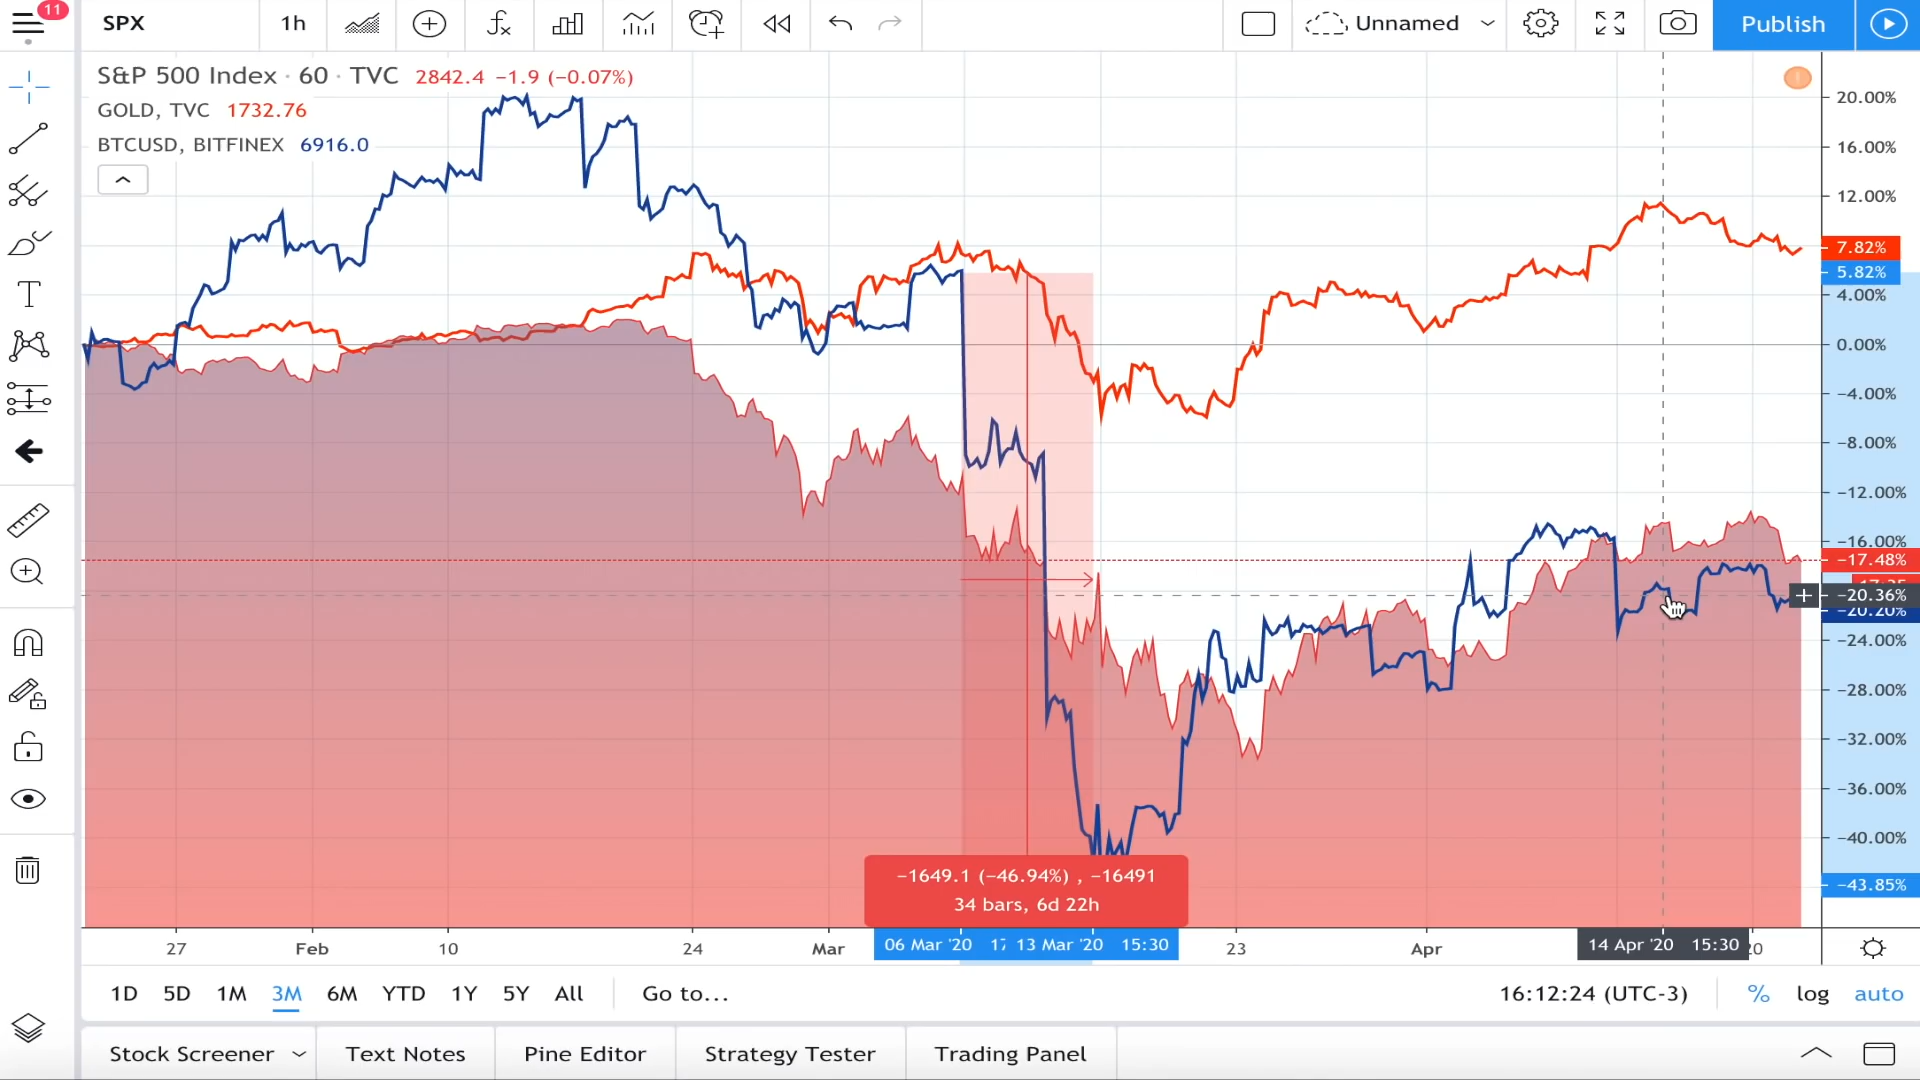 11
SPX 1h Unnamed Publish
S&P 500 Index · 60 · TVC 2842.4 −1.9 (−0.07%)
GOLD, TVC 1732.76
BTCUSD, BITFINEX 6916.0
T
20.00%
16.00%
12.00%
7.82%
5.82%
4.00%
0.00%
−4.00%
−8.00%
−12.00%
−16.00%
−17.48%
−20.36%
−20.20%
−24.00%
−28.00%
−32.00%
−36.00%
−40.00%
−43.85%
−1649.1 (−46.94%) , −16491
34 bars, 6d 22h
27 Feb 10 24 Mar 06 Mar '20 17 13 Mar '20 15:30 23 Apr 14 Apr '20 15:30 20
1D 5D 1M 3M 6M YTD 1Y 5Y All Go to... 16:12:24 (UTC-3) % log auto
Stock Screener Text Notes Pine Editor Strategy Tester Trading Panel